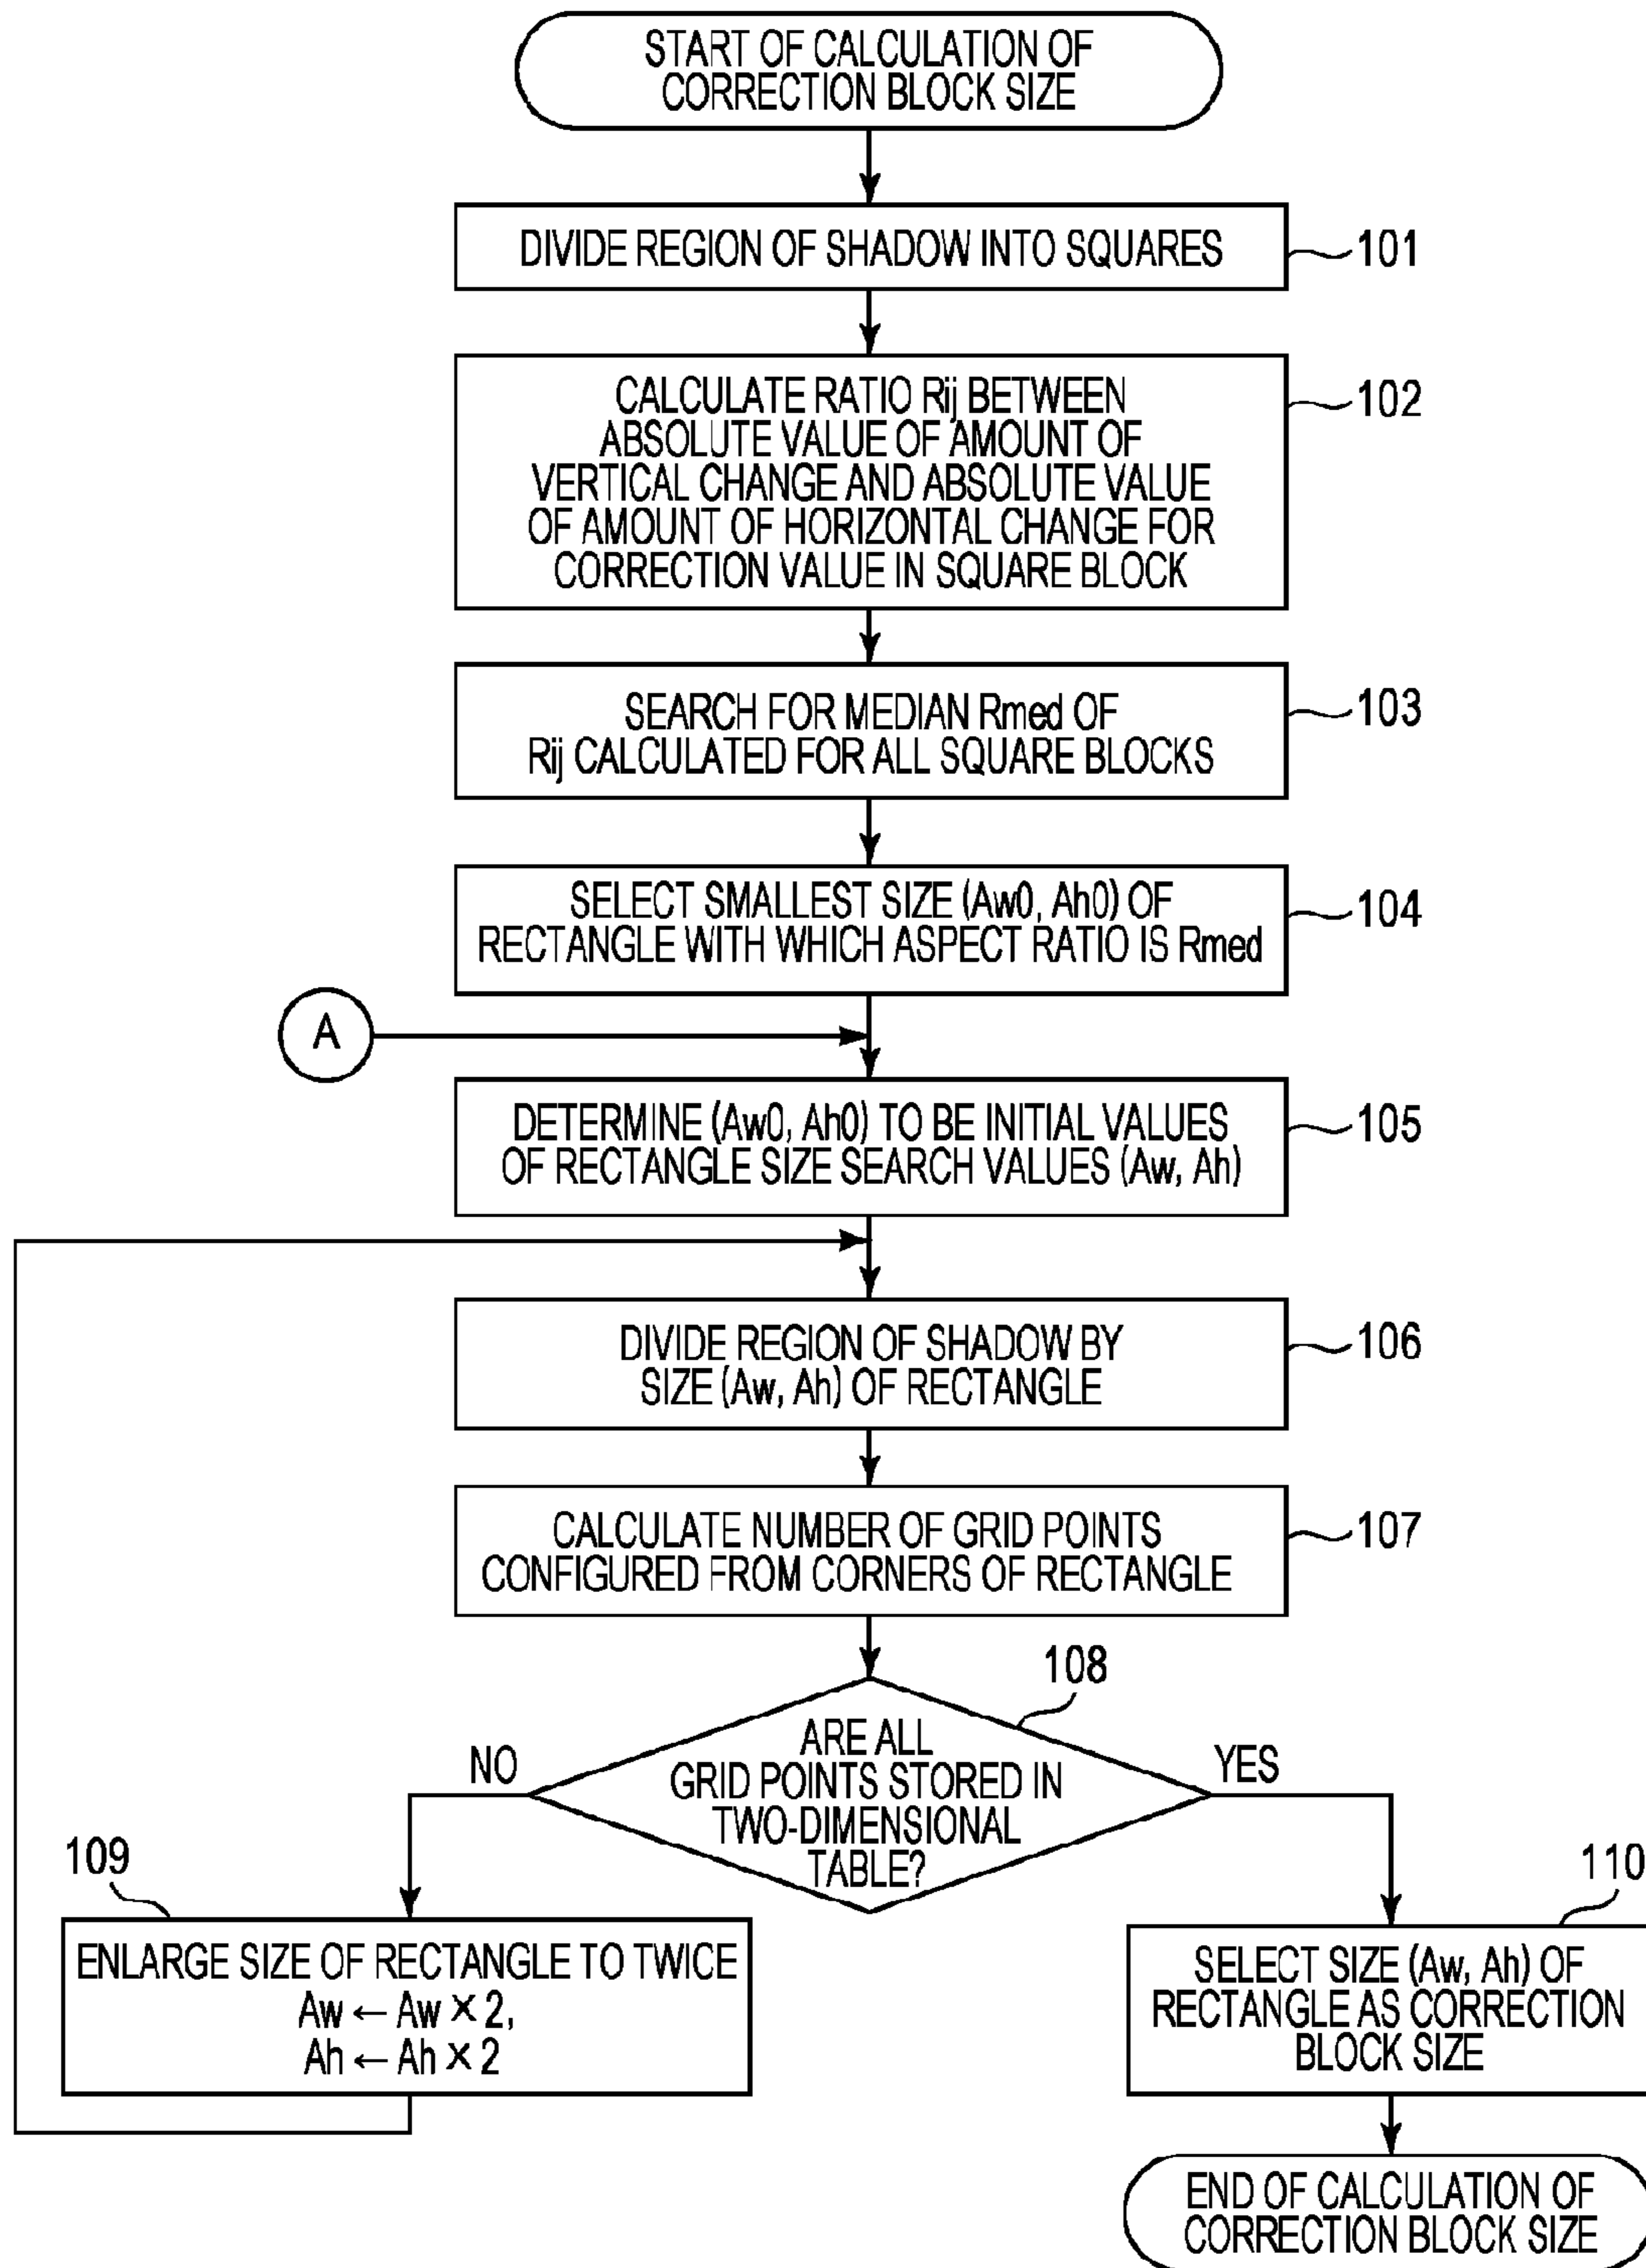 START OF CALCULATION OF
CORRECTION BLOCK SIZE
DIVIDE REGION OF SHADOW INTO SQUARES
101
CALCULATE RATIO Rij BETWEEN
ABSOLUTE VALUE OF AMOUNT OF
VERTICAL CHANGE AND ABSOLUTE VALUE
OF AMOUNT OF HORIZONTAL CHANGE FOR
CORRECTION VALUE IN SQUARE BLOCK
102
SEARCH FOR MEDIAN Rmed OF
Rij CALCULATED FOR ALL SQUARE BLOCKS
103
SELECT SMALLEST SIZE (Aw0, Ah0) OF
RECTANGLE WITH WHICH ASPECT RATIO IS Rmed
104
A
DETERMINE (Aw0, Ah0) TO BE INITIAL VALUES
OF RECTANGLE SIZE SEARCH VALUES (Aw, Ah)
105
DIVIDE REGION OF SHADOW BY
SIZE (Aw, Ah) OF RECTANGLE
106
CALCULATE NUMBER OF GRID POINTS
CONFIGURED FROM CORNERS OF RECTANGLE
107
108
ARE ALL
GRID POINTS STORED IN
TWO-DIMENSIONAL
TABLE?
NO
YES
109
ENLARGE SIZE OF RECTANGLE TO TWICE
Aw ← Aw × 2,
Ah ← Ah × 2
110
SELECT SIZE (Aw, Ah) OF
RECTANGLE AS CORRECTION
BLOCK SIZE
END OF CALCULATION OF
CORRECTION BLOCK SIZE